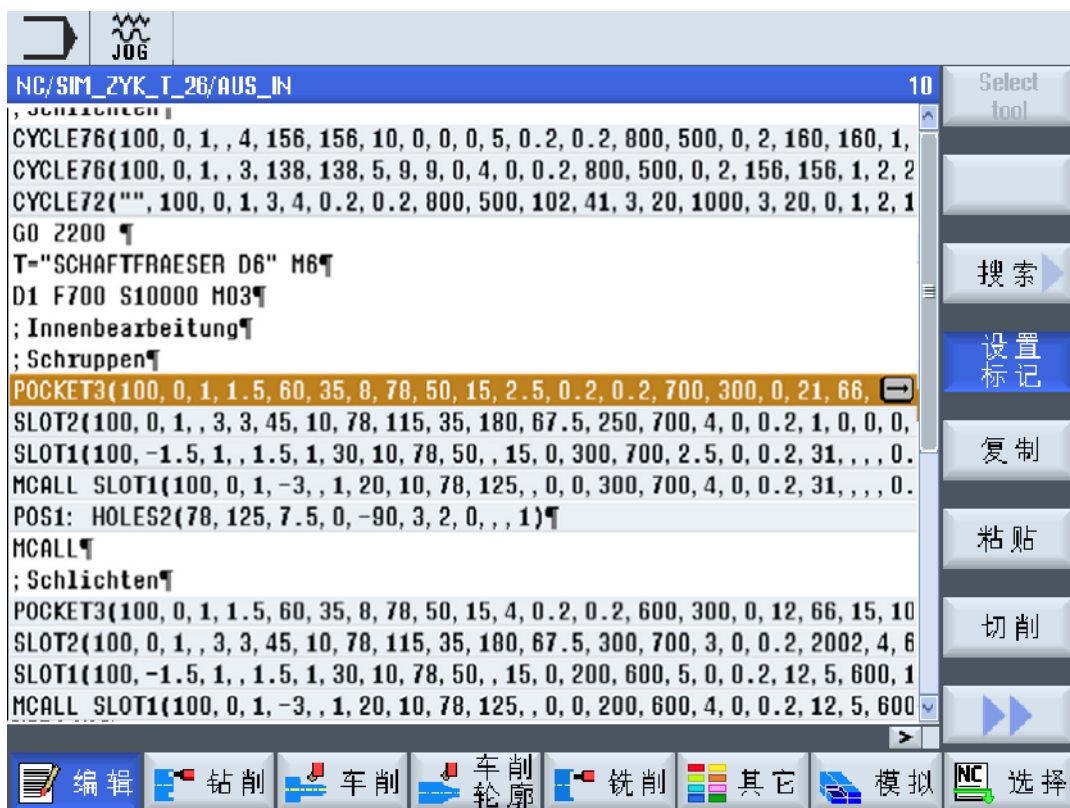 JOG
NC/SIM_ZYK_T_26/AUS_IN 10
; Schlichten¶
CYCLE76(100, 0, 1, , 4, 156, 156, 10, 0, 0, 0, 5, 0.2, 0.2, 800, 500, 0, 2, 160, 160, 1,
CYCLE76(100, 0, 1, , 3, 138, 138, 5, 9, 9, 0, 4, 0, 0.2, 800, 500, 0, 2, 156, 156, 1, 2, 2
CYCLE72("", 100, 0, 1, 3, 4, 0.2, 0.2, 800, 500, 102, 41, 3, 20, 1000, 3, 20, 0, 1, 2, 1
G0 Z200 ¶
T="SCHAFTFRAESER D6" M6¶
D1 F700 S10000 M03¶
; Innenbearbeitung¶
; Schruppen¶
POCKET3(100, 0, 1, 1.5, 60, 35, 8, 78, 50, 15, 2.5, 0.2, 0.2, 700, 300, 0, 21, 66,
SLOT2(100, 0, 1, , 3, 3, 45, 10, 78, 115, 35, 180, 67.5, 250, 700, 4, 0, 0.2, 1, 0, 0, 0,
SLOT1(100, -1.5, 1, , 1.5, 1, 30, 10, 78, 50, , 15, 0, 300, 700, 2.5, 0, 0.2, 31, , , , 0.
MCALL SLOT1(100, 0, 1, -3, , 1, 20, 10, 78, 125, , 0, 0, 300, 700, 4, 0, 0.2, 31, , , , 0.
POS1: HOLES2(78, 125, 7.5, 0, -90, 3, 2, 0, , , 1)¶
MCALL¶
; Schlichten¶
POCKET3(100, 0, 1, 1.5, 60, 35, 8, 78, 50, 15, 4, 0.2, 0.2, 600, 300, 0, 12, 66, 15, 10
SLOT2(100, 0, 1, , 3, 3, 45, 10, 78, 115, 35, 180, 67.5, 300, 700, 3, 0, 0.2, 2002, 4, 6
SLOT1(100, -1.5, 1, , 1.5, 1, 30, 10, 78, 50, , 15, 0, 200, 600, 5, 0, 0.2, 12, 5, 600, 1
MCALL SLOT1(100, 0, 1, -3, , 1, 20, 10, 78, 125, , 0, 0, 200, 600, 4, 0, 0.2, 12, 5, 600
Select
tool
搜索
设置
标记
复制
粘贴
切削
编辑
钻削
车削
车削
轮廓
铣削
其它
模拟
NC 选择